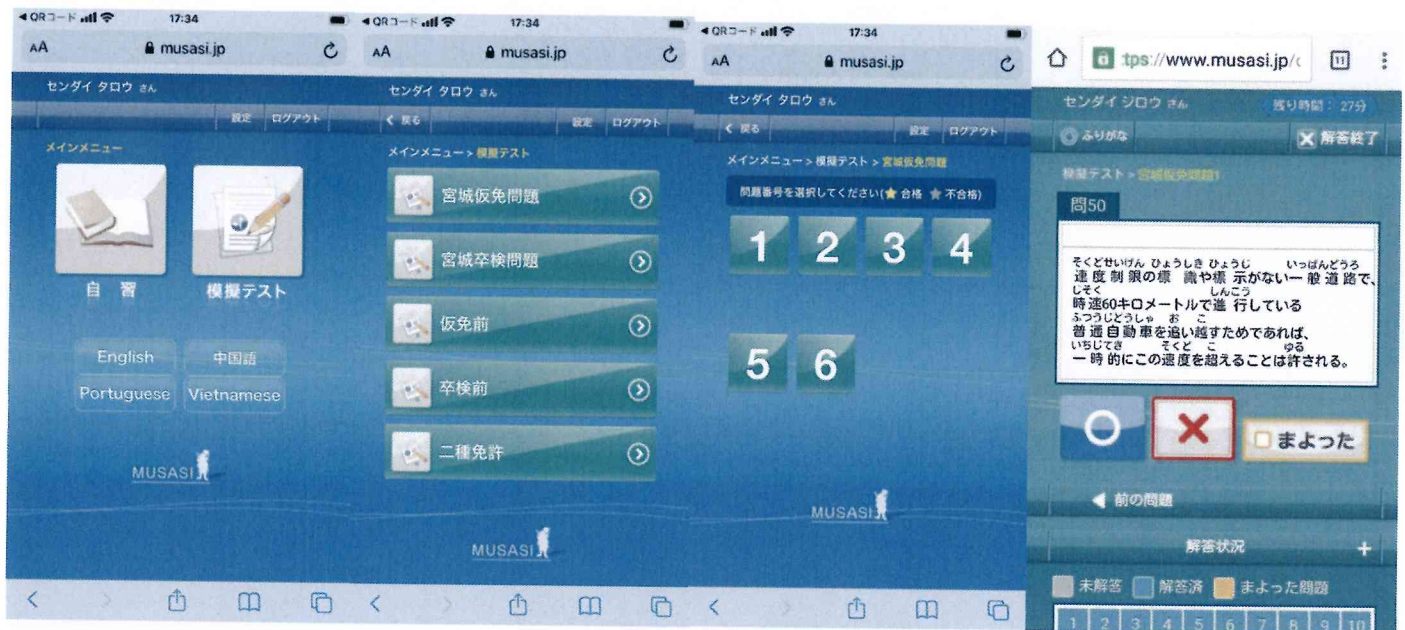 ◀QRコード
17:34
AA
musasi.jp
センダイ タロウ さん
設定
ログアウト
メインメニュー
自 習
模擬テスト
English
中国語
Portuguese
Vietnamese
MUSASI
◀QRコード
17:34
AA
musasi.jp
センダイ タロウ さん
戻る
設定
ログアウト
メインメニュー > 模擬テスト
宮城仮免問題
宮城卒検問題
仮免前
卒検前
二種免許
MUSASI
◀QRコード
17:34
AA
musasi.jp
センダイ タロウ さん
戻る
設定
ログアウト
メインメニュー > 模擬テスト > 宮城仮免問題
問題番号を選択してください(★ 合格 ★ 不合格)
1 2 3 4
5 6
MUSASI
tps://www.musasi.jp/c
11
センダイ ジロウ さん
残り時間: 27分
ふりがな
解答終了
模擬テスト > 宮城仮免問題1
問50
そくどせいげん ひょうしき ひょうじ いっぱんどうろ
速度制限の標識や標示がない一般道路で、
じそく しんこう
時速60キロメートルで進行している
ふつうじどうしゃ お こ
普通自動車を追い越すためであれば、
いちじてき そくど こ ゆる
一時的にこの速度を超えることは許される。
まよった
◀ 前の問題
解答状況
+
未解答
解答済
まよった問題
1 2 3 4 5 6 7 8 9 10